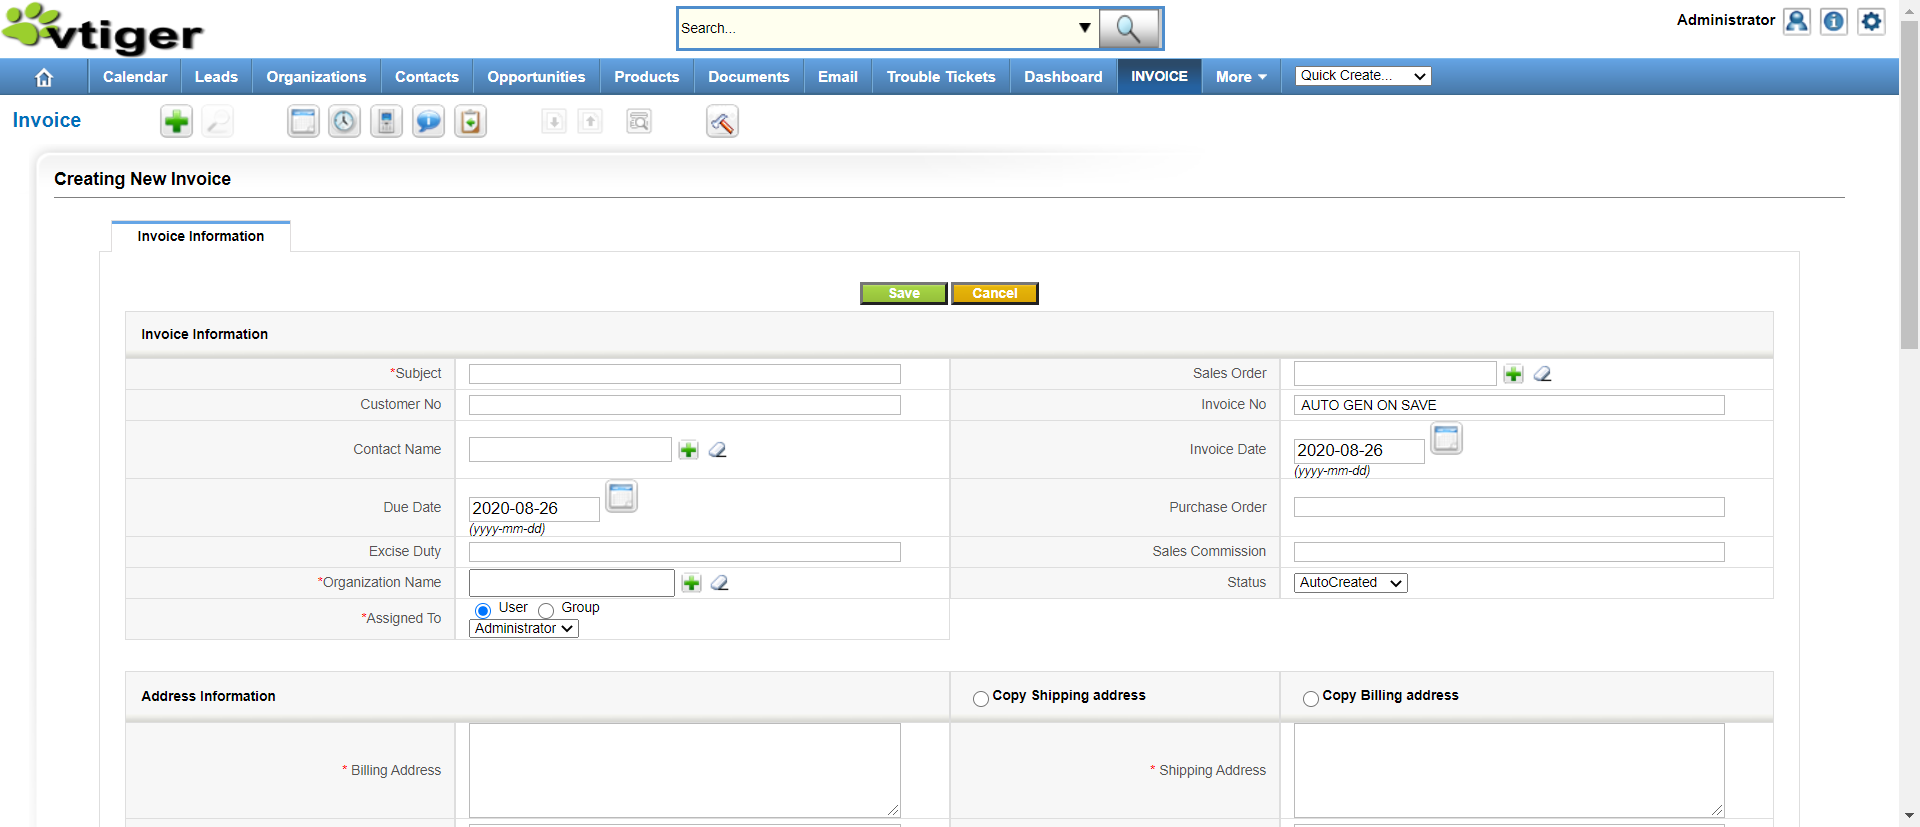 vtiger
Search...
Administrator
Calendar
Leads
Organizations
Contacts
Opportunities
Products
Documents
Email
Trouble Tickets
Dashboard
INVOICE
More
Quick Create...
Invoice
Creating New Invoice
Invoice Information
Save
Cancel
Invoice Information
*Subject
Sales Order
Customer No
Invoice No
AUTO GEN ON SAVE
Contact Name
Invoice Date
2020-08-26
(yyyy-mm-dd)
Due Date
2020-08-26
(yyyy-mm-dd)
Purchase Order
Excise Duty
Sales Commission
*Organization Name
Status
AutoCreated
*Assigned To
User
Group
Administrator
Address Information
Copy Shipping address
Copy Billing address
* Billing Address
* Shipping Address